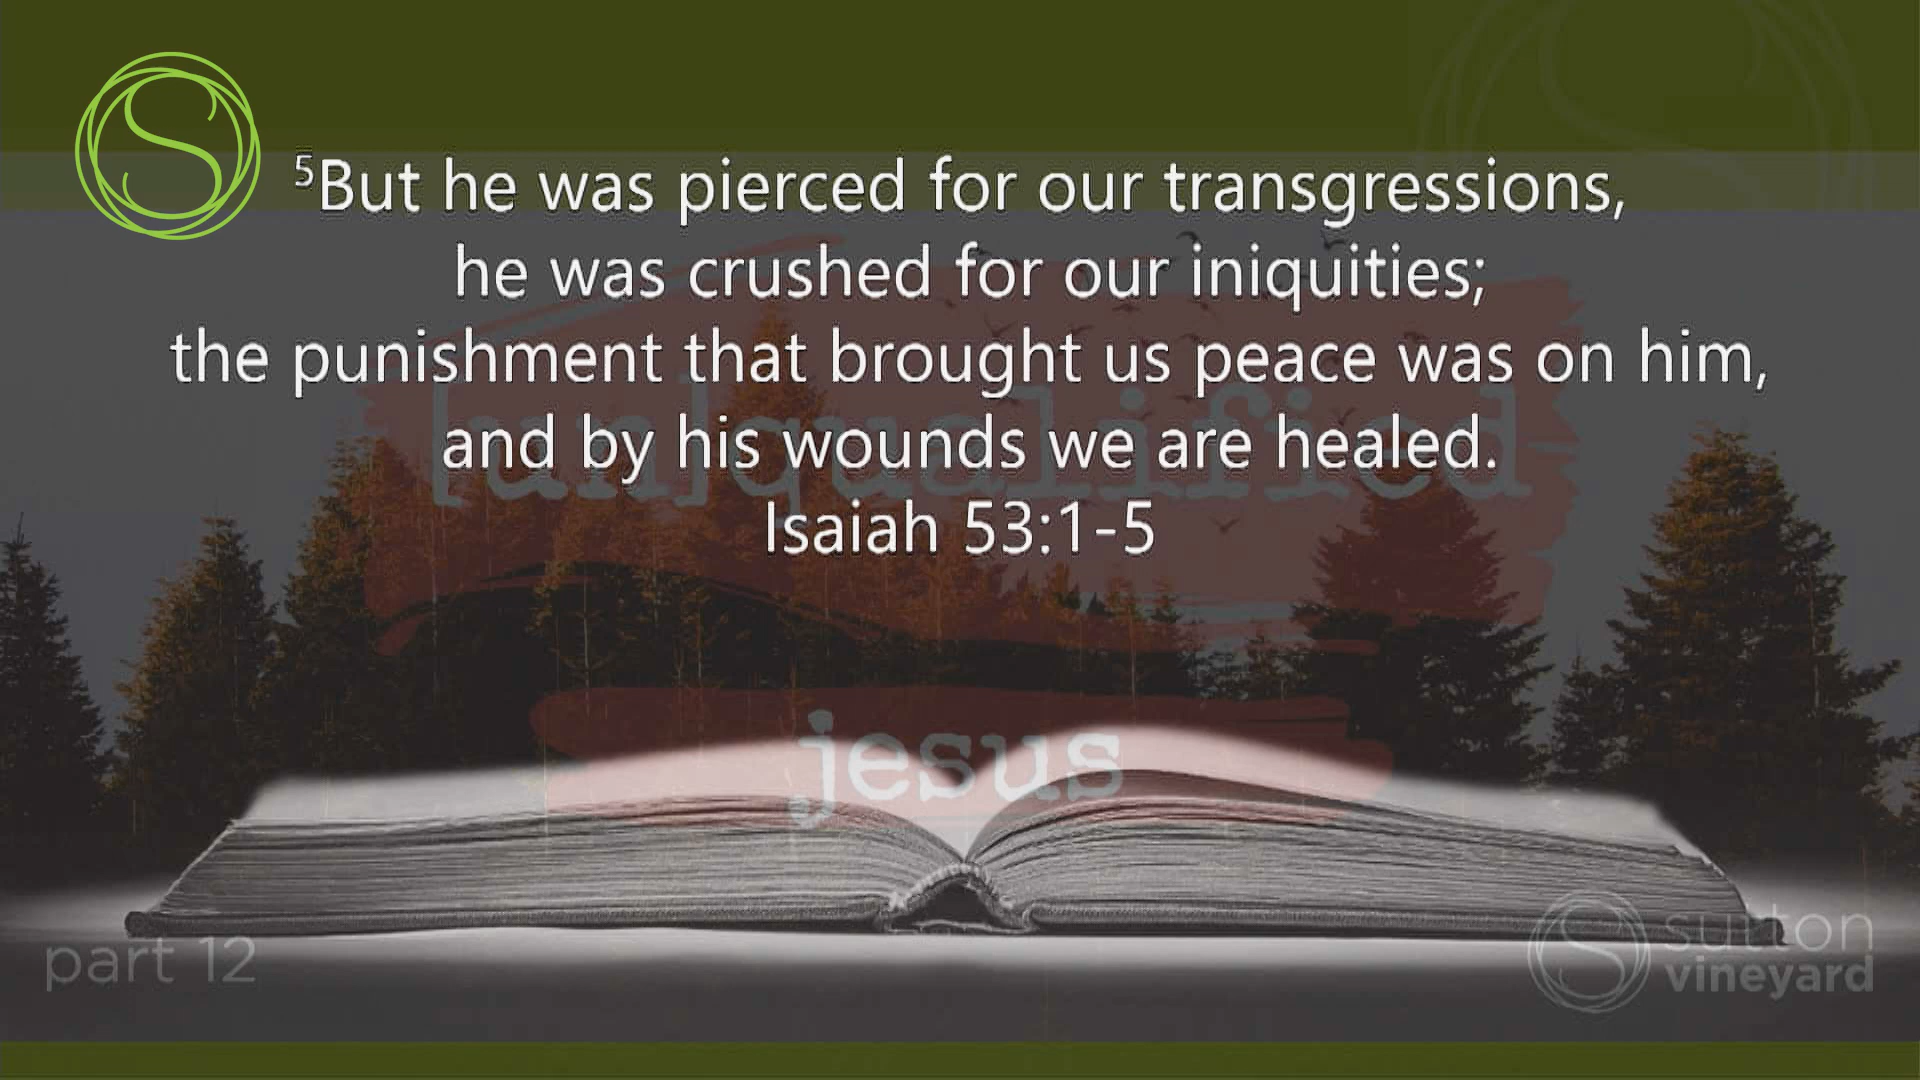 S
⁵But he was pierced for our transgressions,
he was crushed for our iniquities;
the punishment that brought us peace was on him,
and by his wounds we are healed.
Isaiah 53:1-5
[un]qualified
jesus
part 12
S
sutton
vineyard